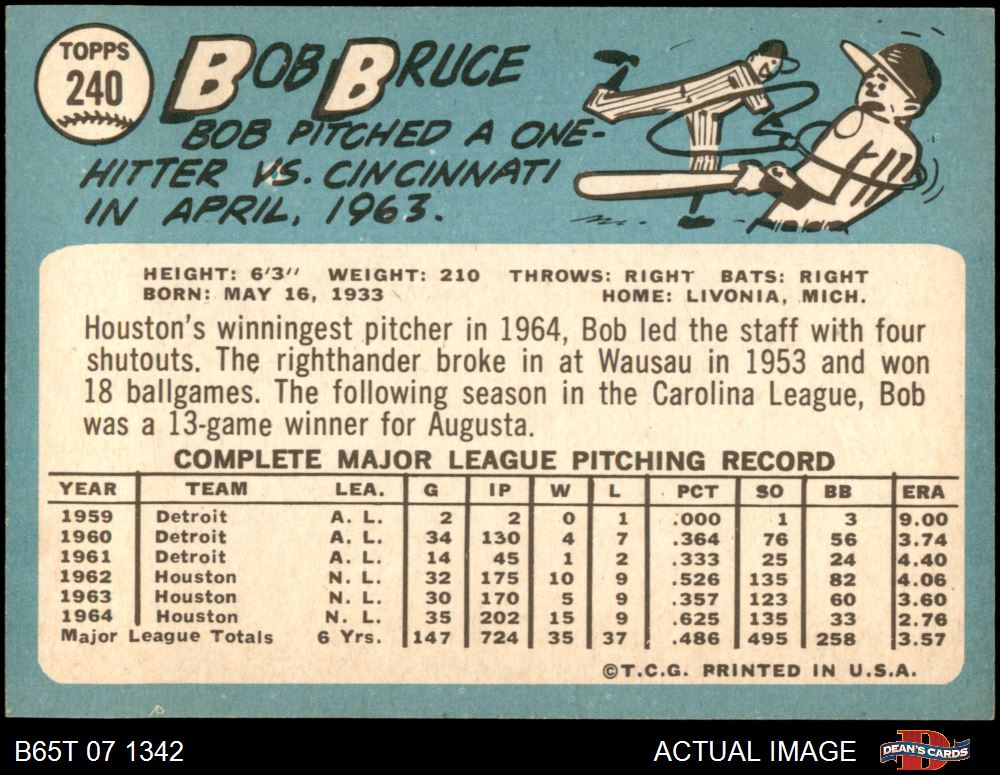 TOPPS
240
BOB BRUCE
BOB PITCHED A ONE-
HITTER VS. CINCINNATI
IN APRIL, 1963.
HEIGHT: 6'3" WEIGHT: 210 THROWS: RIGHT BATS: RIGHT
BORN: MAY 16, 1933 HOME: LIVONIA, MICH.
Houston's winningest pitcher in 1964, Bob led the staff with four
shutouts. The righthander broke in at Wausau in 1953 and won
18 ballgames. The following season in the Carolina League, Bob
was a 13-game winner for Augusta.
COMPLETE MAJOR LEAGUE PITCHING RECORD
YEAR TEAM LEA. G IP W L PCT SO BB ERA
1959 Detroit A. L. 2 2 0 1 .000 1 3 9.00
1960 Detroit A. L. 34 130 4 7 .364 76 56 3.74
1961 Detroit A. L. 14 45 1 2 .333 25 24 4.40
1962 Houston N. L. 32 175 10 9 .526 135 82 4.06
1963 Houston N. L. 30 170 5 9 .357 123 60 3.60
1964 Houston N. L. 35 202 15 9 .625 135 33 2.76
Major League Totals 6 Yrs. 147 724 35 37 .486 495 258 3.57
©T.C.G. PRINTED IN U.S.A.
B65T 07 1342 ACTUAL IMAGE DEAN'S CARDS